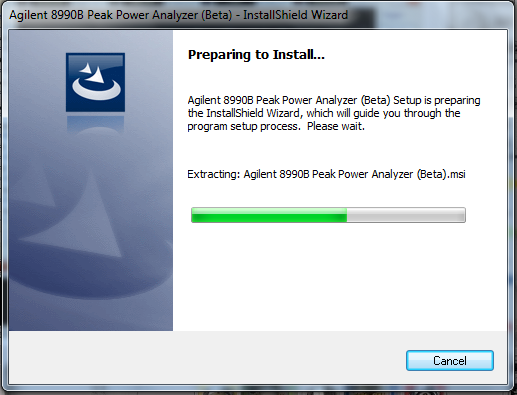 Agilent 8990B Peak Power Analyzer (Beta) - InstallShield Wizard
Preparing to Install...
Agilent 8990B Peak Power Analyzer (Beta) Setup is preparing
the InstallShield Wizard, which will guide you through the
program setup process. Please wait.
Extracting: Agilent 8990B Peak Power Analyzer (Beta).msi
Cancel